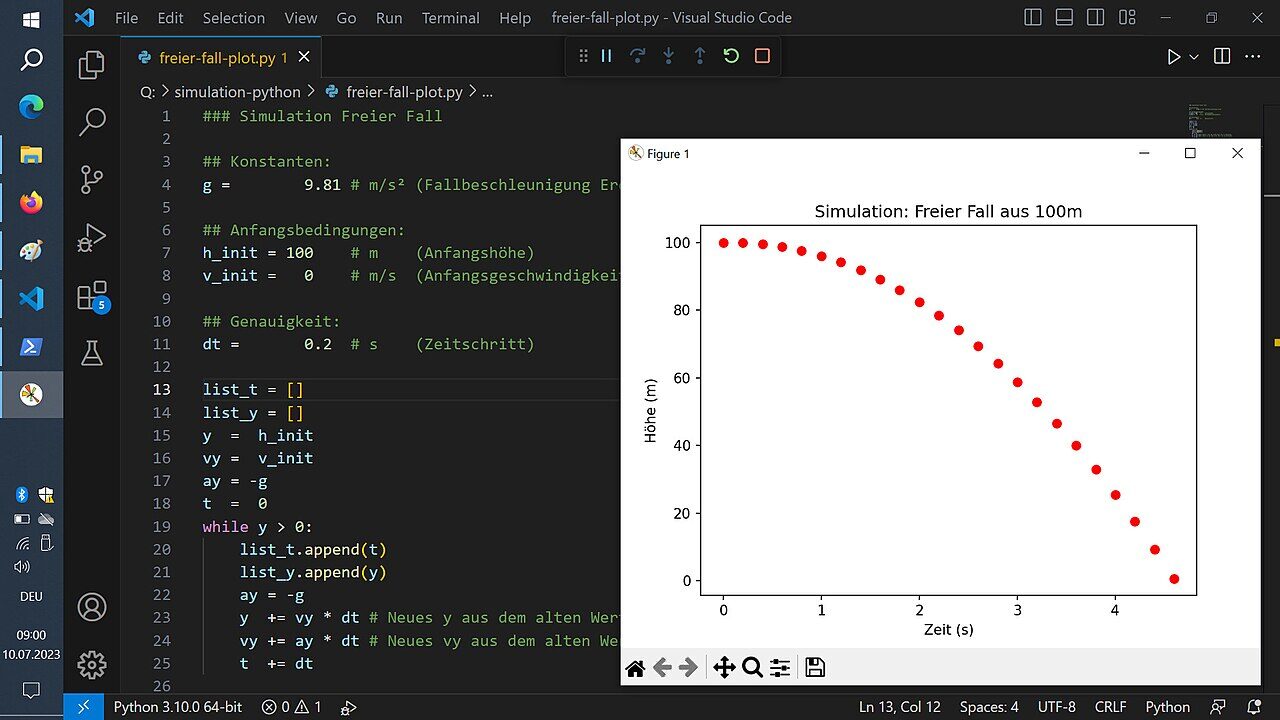 File Edit Selection View Go Run Terminal Help freier-fall-plot.py - Visual Studio Code
freier-fall-plot.py 1
Q: > simulation-python > freier-fall-plot.py > ...
1 ### Simulation Freier Fall
2
3 ## Konstanten:
4 g = 9.81 # m/s² (Fallbeschleunigung Er
5
6 ## Anfangsbedingungen:
7 h_init = 100 # m (Anfangshöhe)
8 v_init = 0 # m/s (Anfangsgeschwindigkei
9
10 ## Genauigkeit:
11 dt = 0.2 # s (Zeitschritt)
12
13 list_t = []
14 list_y = []
15 y = h_init
16 vy = v_init
17 ay = -g
18 t = 0
19 while y > 0:
20 list_t.append(t)
21 list_y.append(y)
22 ay = -g
23 y += vy * dt # Neues y aus dem alten Wer
24 vy += ay * dt # Neues vy aus dem alten We
25 t += dt
26
5
Figure 1
Simulation: Freier Fall aus 100m
Höhe (m)
100
80
60
40
20
0
0 1 2 3 4
Zeit (s)
DEU
09:00
10.07.2023
Python 3.10.0 64-bit 0 1 Ln 13, Col 12 Spaces: 4 UTF-8 CRLF Python